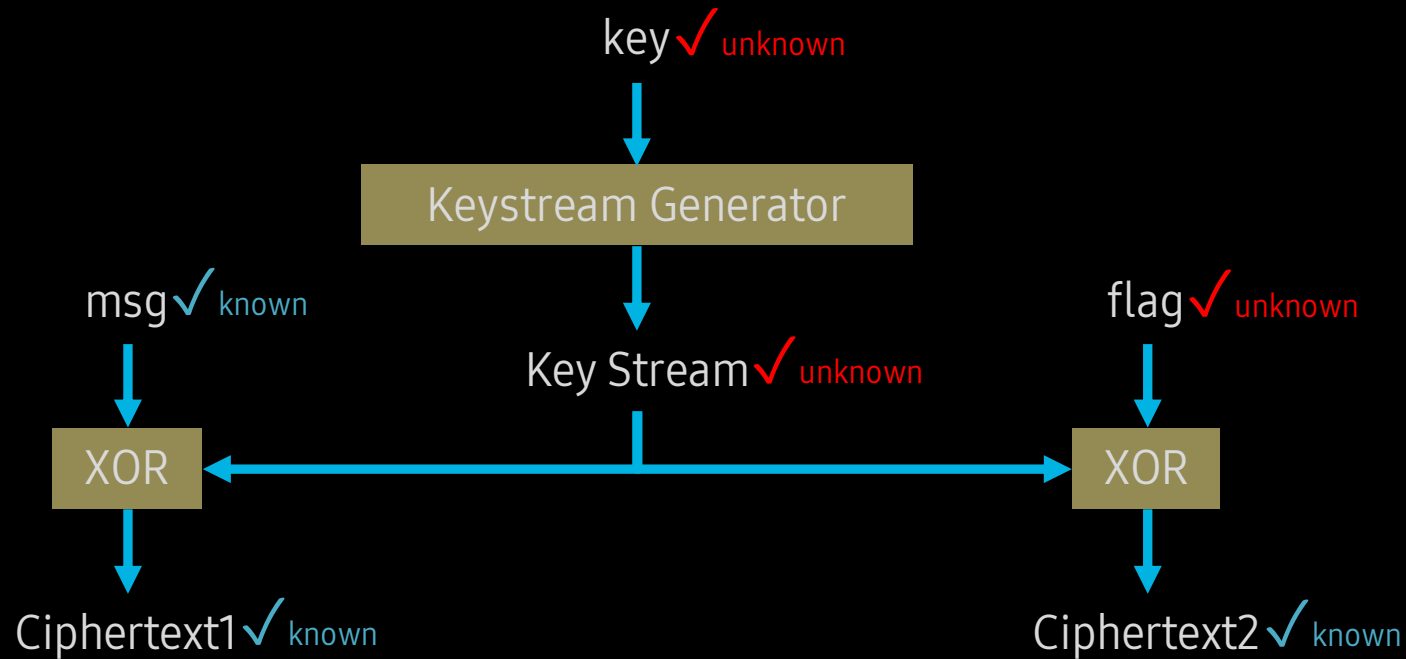 key ✓ unknown
Keystream Generator
msg ✓ known
flag ✓ unknown
Key Stream ✓ unknown
XOR
XOR
Ciphertext1 ✓ known
Ciphertext2 ✓ known